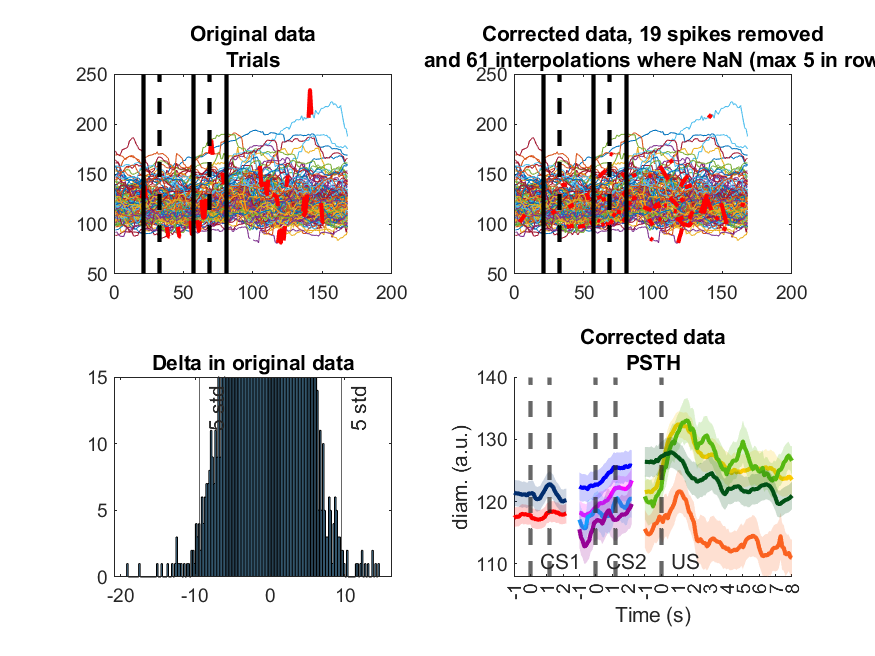 Original data
Trials
250
200
150
100
50
0 50 100 150 200
Corrected data, 19 spikes removed
and 61 interpolations where NaN (max 5 in row
250
200
150
100
50
0 50 100 150 200
Delta in original data
15
10
5
0
-20 -10 0 10
5 std
5 std
Corrected data
PSTH
140
130
120
110
diam. (a.u.)
CS1 CS2 US
-1 0 1 2 -1 0 1 2 -1 0 1 2 3 4 5 6 7 8
Time (s)